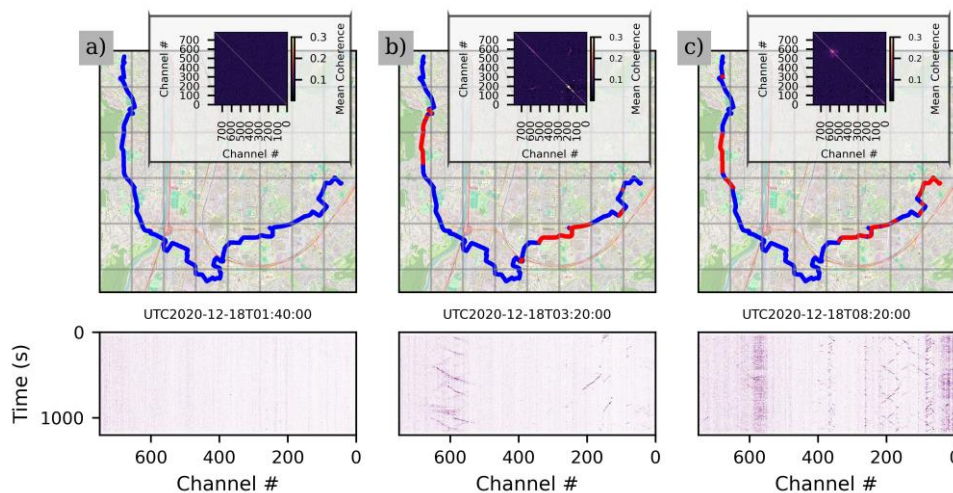 a)
Channel #
700
600
500
400
300
200
100
0
700 600 500 400 300 200 100 0
Channel #
0.3
0.2
0.1
Mean Coherence
b)
Channel #
700
600
500
400
300
200
100
0
700 600 500 400 300 200 100 0
Channel #
0.3
0.2
0.1
Mean Coherence
c)
Channel #
700
600
500
400
300
200
100
0
700 600 500 400 300 200 100 0
Channel #
0.3
0.2
0.1
Mean Coherence
UTC2020-12-18T01:40:00
UTC2020-12-18T03:20:00
UTC2020-12-18T08:20:00
Time (s)
0
1000
600 400 200 0
Channel #
600 400 200 0
Channel #
600 400 200 0
Channel #